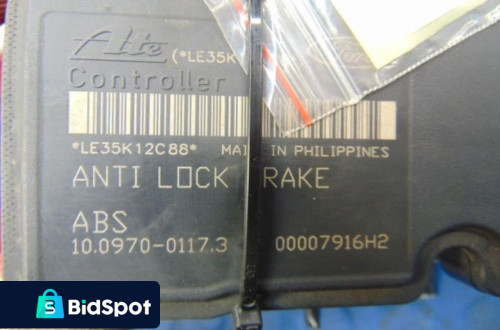 Ate (*LE35K
Controller
*LE35K12C88* MA IN PHILIPPINES
ANTI LOCK RAKE
ABS
10.0970-0117.3 00007916H2
S BidSpot